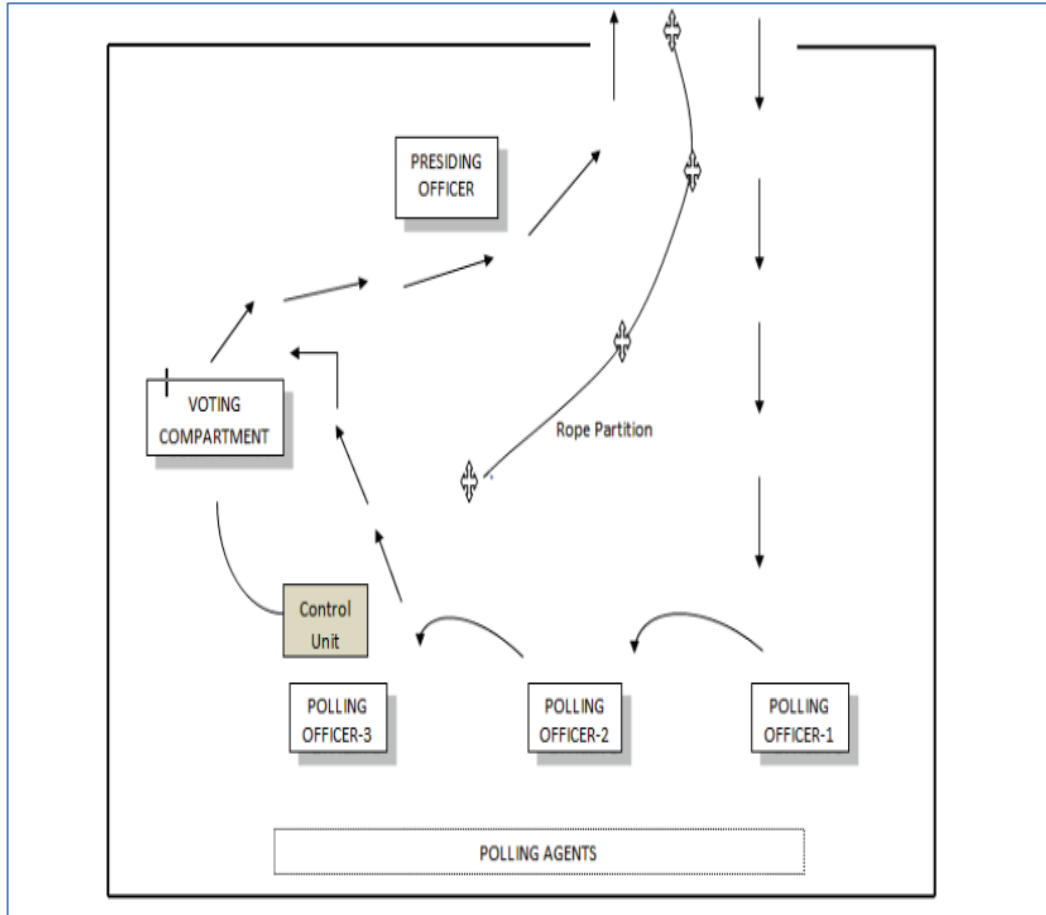 PRESIDING
OFFICER
VOTING
COMPARTMENT
Rope Partition
Control
Unit
POLLING
OFFICER-3
POLLING
OFFICER-2
POLLING
OFFICER-1
POLLING AGENTS